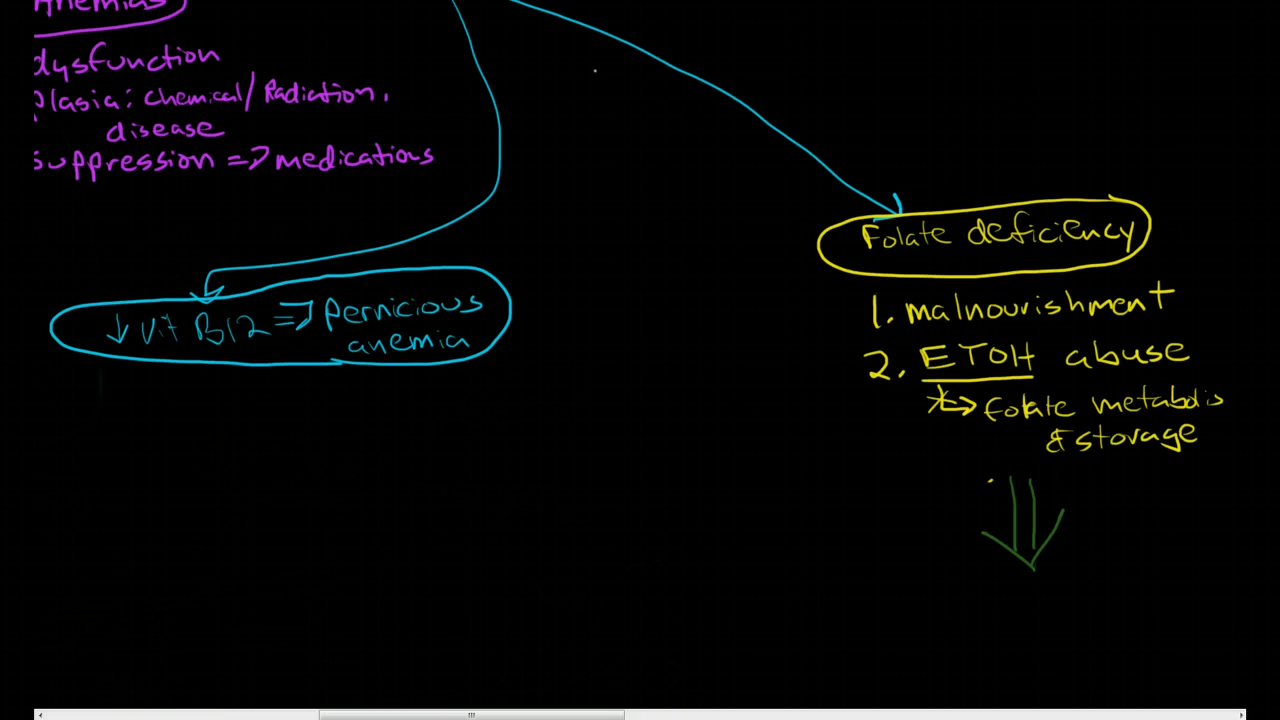 Anemias
dysfunction
plasia: chemical/Radiation,
disease
suppression => medications
↓ Vit B12 => pernicious
anemia
Folate deficiency
1. malnourishment
2. ETOH abuse
*→ folate metabolis
& storage